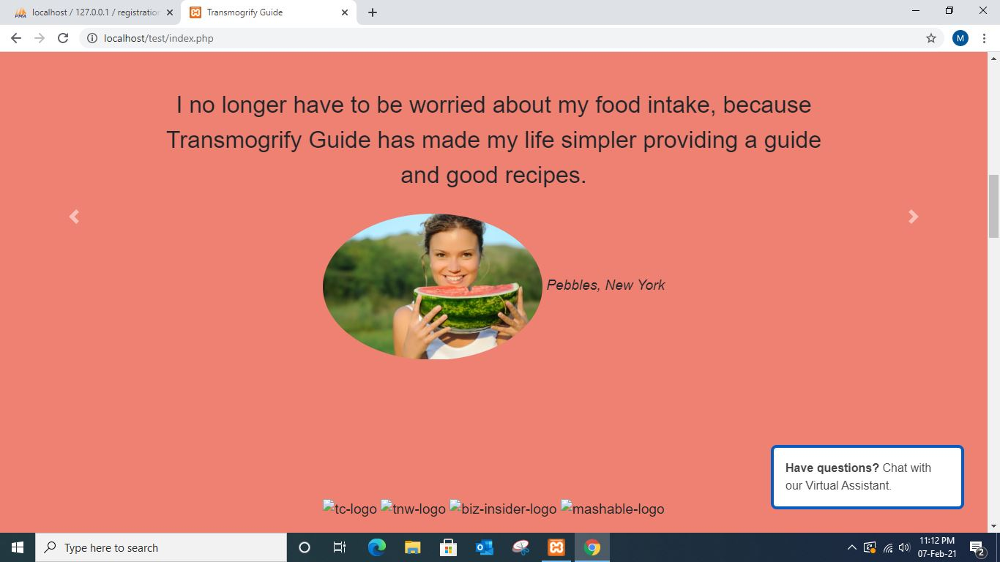 localhost / 127.0.0.1 / registration
Transmogrify Guide
localhost/test/index.php
M
I no longer have to be worried about my food intake, because
Transmogrify Guide has made my life simpler providing a guide
and good recipes.
Pebbles, New York
Have questions? Chat with
our Virtual Assistant.
tc-logo tnw-logo biz-insider-logo mashable-logo
Type here to search
11:12 PM
07-Feb-21
2